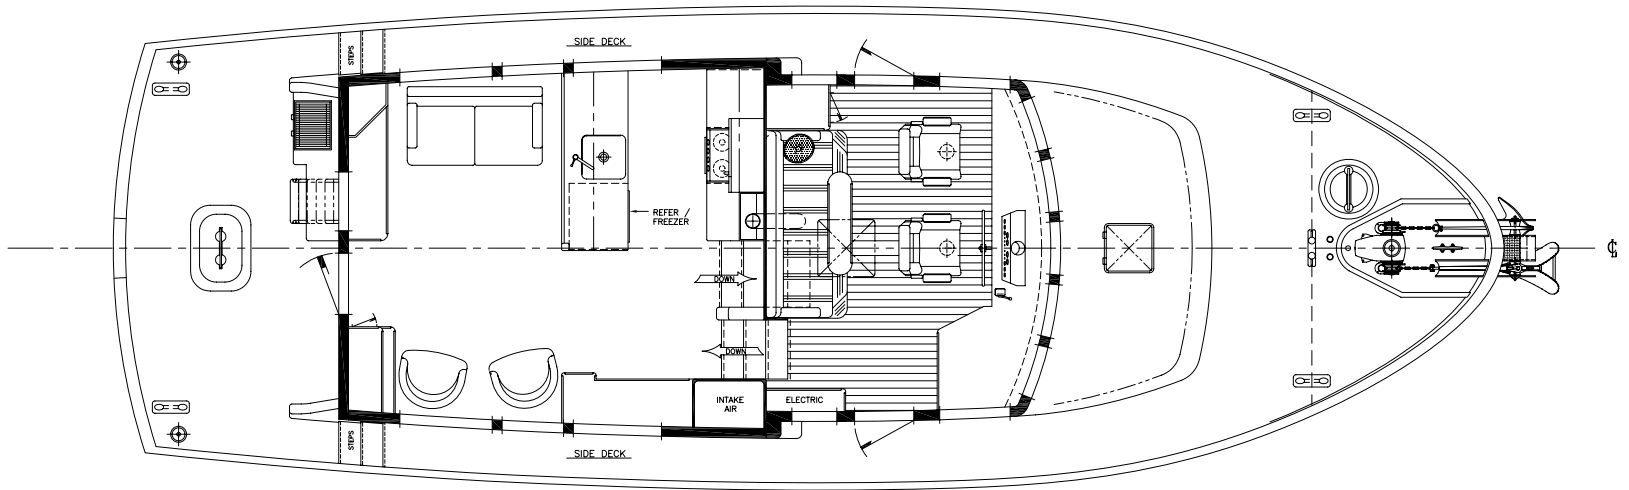 SIDE DECK
STEPS
REFER /
FREEZER
DOWN
DOWN
INTAKE
AIR
ELECTRIC
STEPS
SIDE DECK
℄